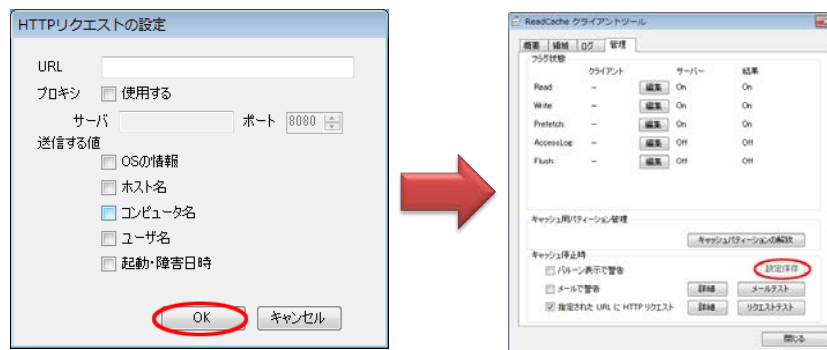 HTTPリクエストの設定
URL
プロキシ 使用する
サーバ ポート 8080
送信する値
OSの情報
ホスト名
コンピュータ名
ユーザ名
起動・障害日時
OK キャンセル
ReadCache クライアントツール
概要 領域 ログ 管理
フラグ状態
クライアント サーバー 結果
Read – 編集 On On
Write – 編集 On On
Prefetch – 編集 On On
AccessLog – 編集 Off Off
Flush – 編集 Off Off
キャッシュ用パーティション管理
キャッシュパーティションの解放
キャッシュ停止時
バルーン表示で警告 設定保存
メールで警告 詳細 メールテスト
指定された URL に HTTP リクエスト 詳細 リクエストテスト
閉じる